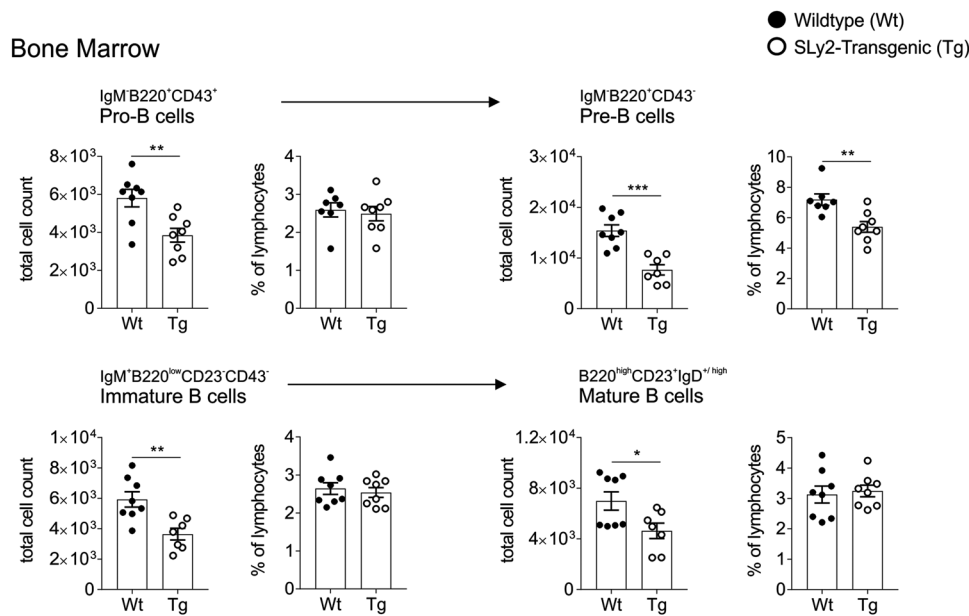 Wildtype (Wt)
SLy2-Transgenic (Tg)
Bone Marrow
IgM⁻B220⁺CD43⁺
Pro-B cells
IgM⁻B220⁺CD43⁻
Pre-B cells
total cell count
8×10³
6×10³
4×10³
2×10³
0
**
Wt Tg
% of lymphocytes
4
3
2
1
0
Wt Tg
total cell count
3×10⁴
2×10⁴
1×10⁴
0
***
Wt Tg
% of lymphocytes
10
8
6
4
2
0
**
Wt Tg
IgM⁺B220ˡᵒʷCD23⁻CD43⁻
Immature B cells
B220ʰⁱᵍʰCD23⁺IgD⁺/ ʰⁱᵍʰ
Mature B cells
total cell count
1×10⁴
8×10³
6×10³
4×10³
2×10³
0
**
Wt Tg
% of lymphocytes
4
3
2
1
0
Wt Tg
total cell count
1.2×10⁴
8×10³
4×10³
0
*
Wt Tg
% of lymphocytes
5
4
3
2
1
0
Wt Tg